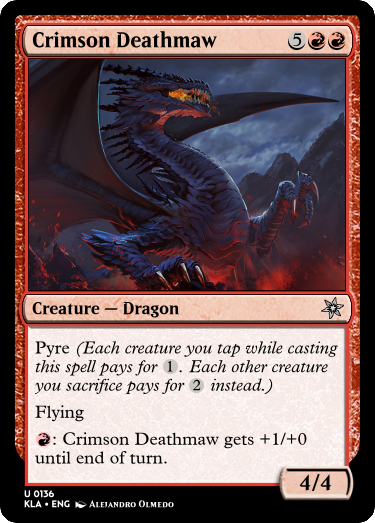 Crimson Deathmaw 5
Creature — Dragon
Pyre (Each creature you tap while casting
this spell pays for 1. Each other creature
you sacrifice pays for 2 instead.)
Flying
: Crimson Deathmaw gets +1/+0
until end of turn.
4/4
U 0136
KLA • ENG Alejandro Olmedo